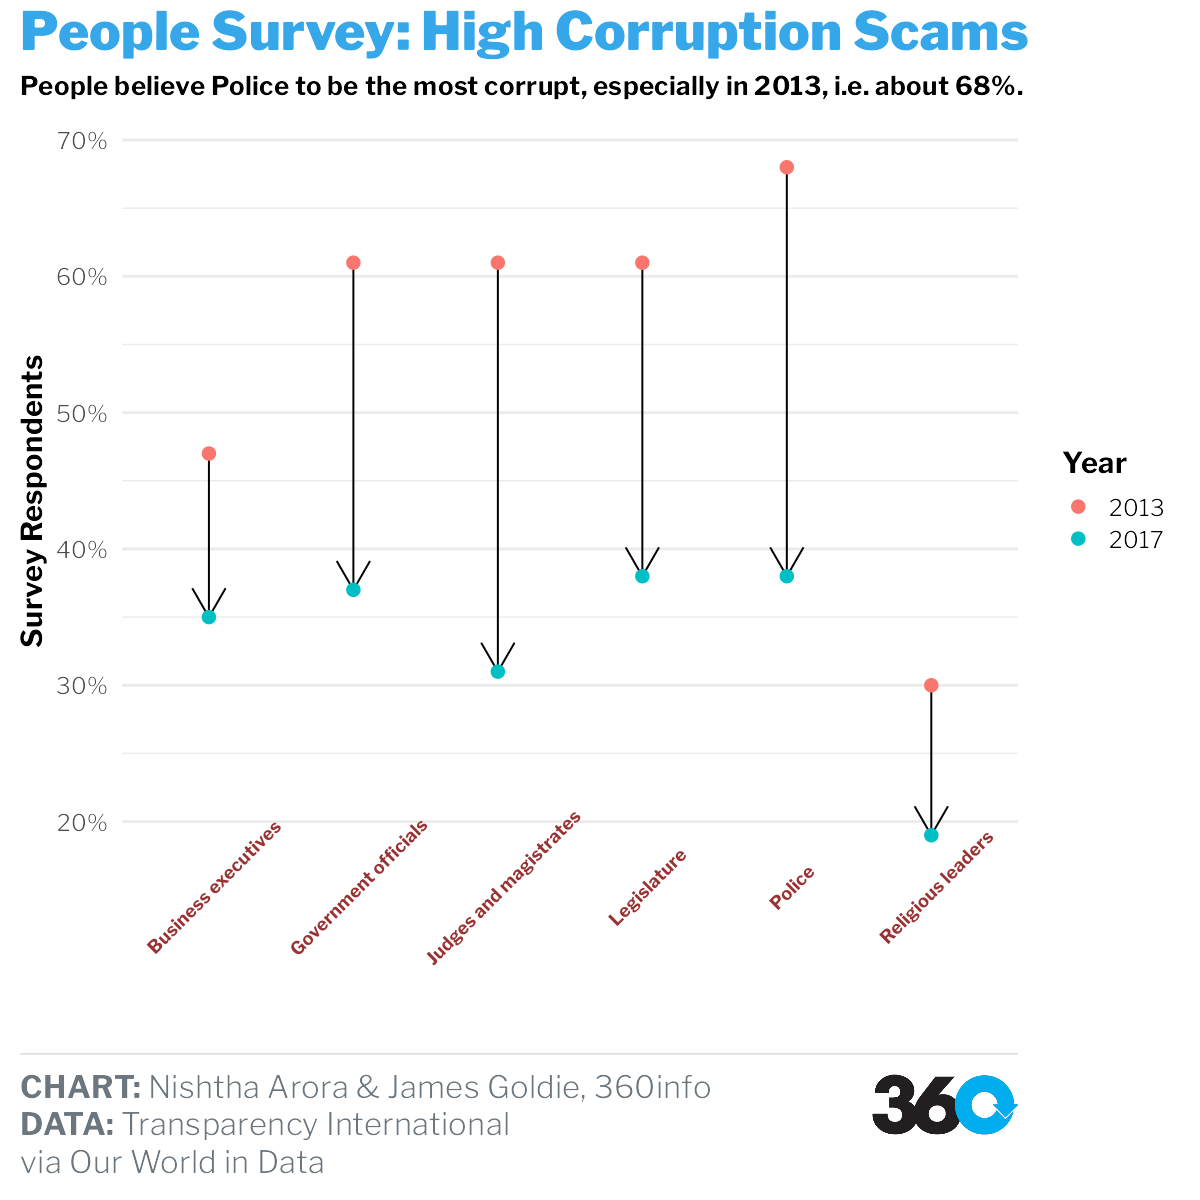 People Survey: High Corruption Scams
People believe Police to be the most corrupt, especially in 2013, i.e. about 68%.
70%
60%
50%
40%
30%
20%
Survey Respondents
Business executives
Government officials
Judges and magistrates
Legislature
Police
Religious leaders
Year
2013
2017
CHART: Nishtha Arora & James Goldie, 360info
DATA: Transparency International
via Our World in Data
360